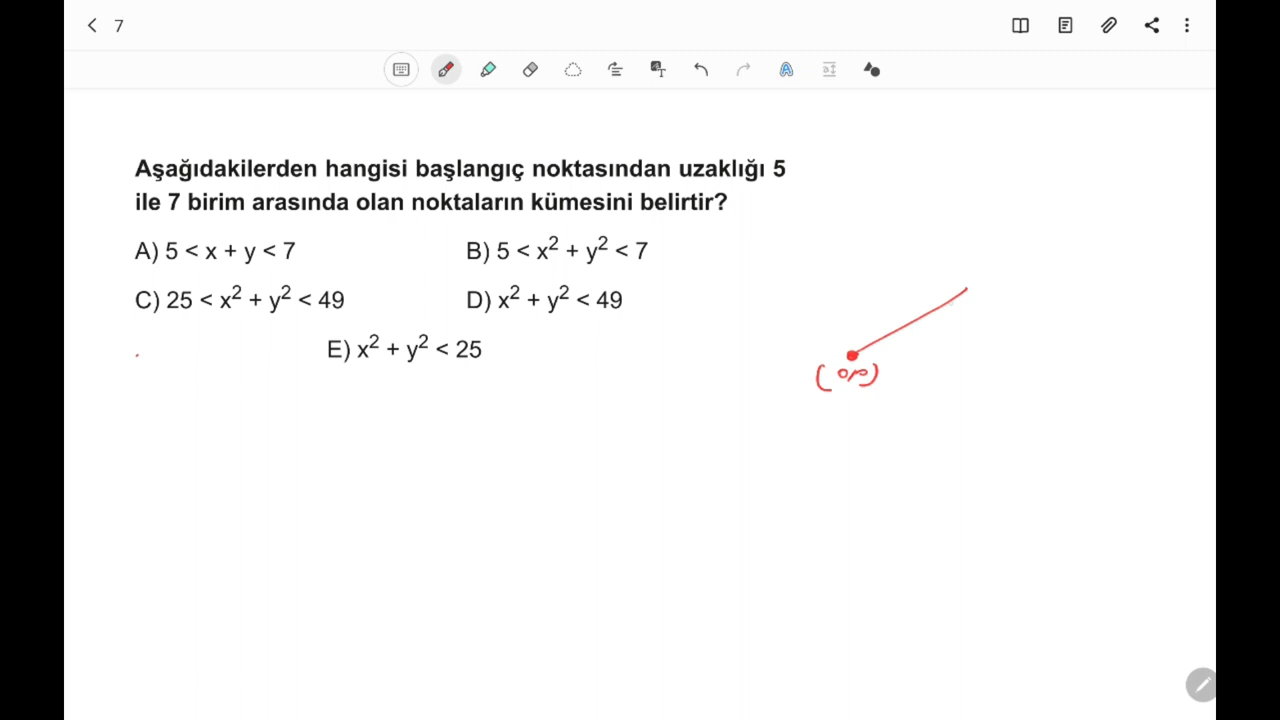 7
Aşağıdakilerden hangisi başlangıç noktasından uzaklığı 5
ile 7 birim arasında olan noktaların kümesini belirtir?
A) 5 < x + y < 7 B) 5 < x² + y² < 7
C) 25 < x² + y² < 49 D) x² + y² < 49
E) x² + y² < 25
(0,0)